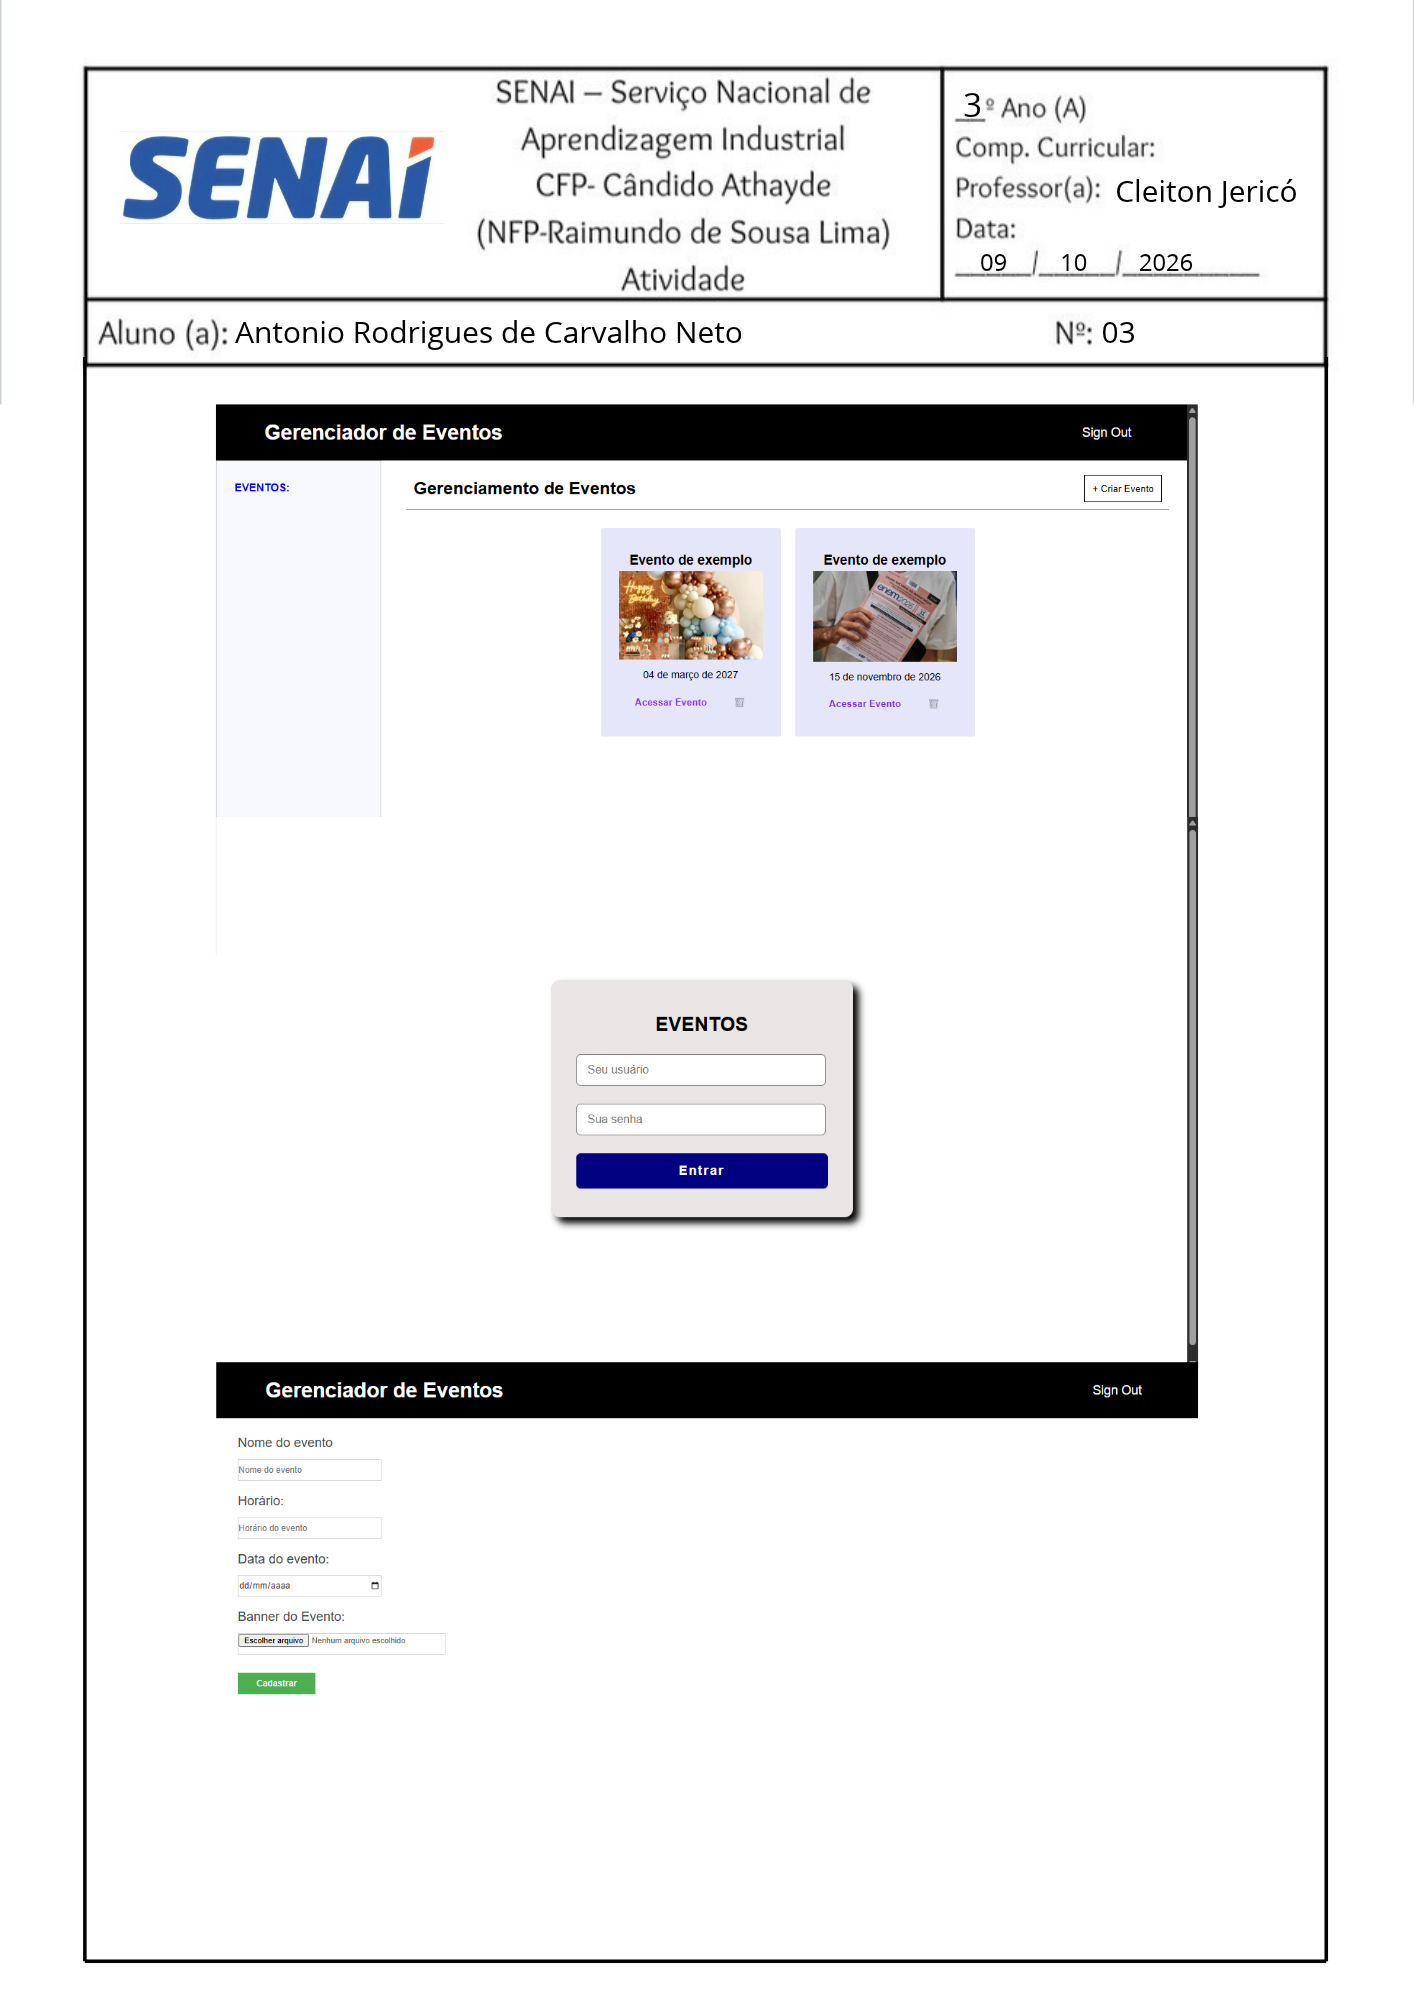 SENAI
SENAI – Serviço Nacional de
Aprendizagem Industrial
CFP- Cândido Athayde
(NFP-Raimundo de Sousa Lima)
Atividade
3º Ano (A)
Comp. Curricular:
Professor(a): Cleiton Jericó
Data:
09/10/2026
Aluno (a): Antonio Rodrigues de Carvalho Neto Nº: 03
Gerenciador de Eventos Sign Out
EVENTOS:
Gerenciamento de Eventos + Criar Evento
Evento de exemplo
Happy
Birthday
04 de março de 2027
Acessar Evento
Evento de exemplo
enem2026
15 de novembro de 2026
Acessar Evento
EVENTOS
Seu usuário
Sua senha
Entrar
Gerenciador de Eventos Sign Out
Nome do evento
Nome do evento
Horário:
Horário do evento
Data do evento:
dd/mm/aaaa
Banner do Evento:
Escolher arquivo Nenhum arquivo escolhido
Cadastrar